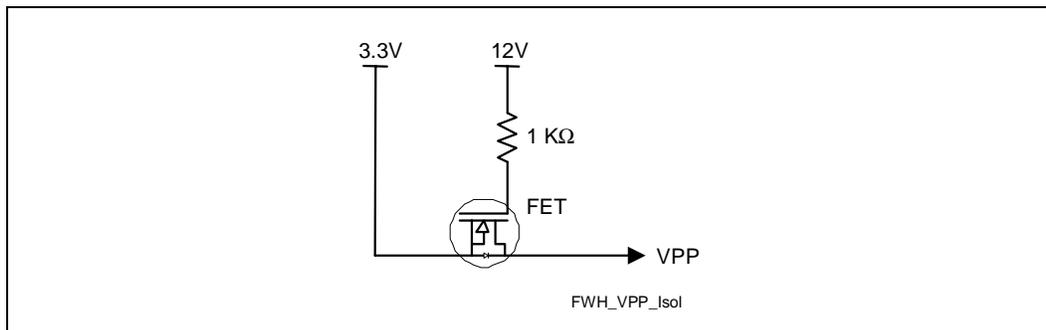 3.3V 12V
1 KΩ
FET
VPP
FWH_VPP_Isol